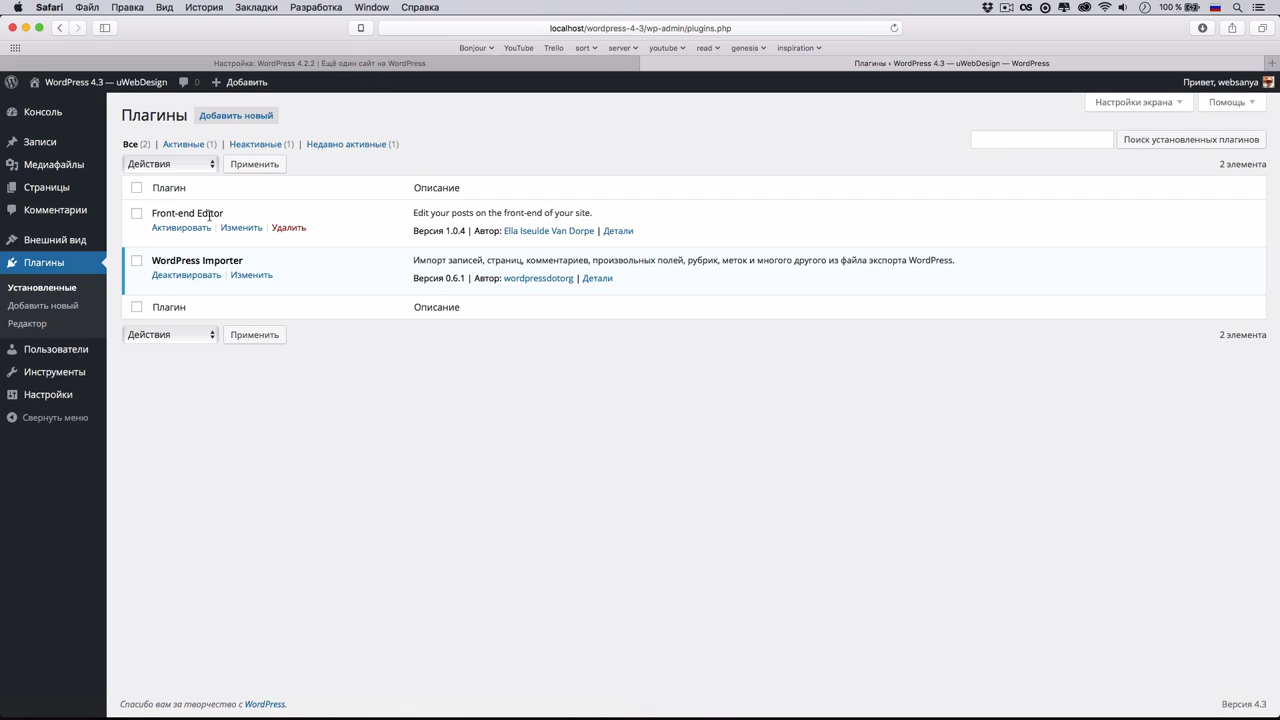 Safari Файл Правка Вид История Закладки Разработка Window Справка 100 %
localhost/wordpress-4-3/wp-admin/plugins.php
Bonjour YouTube Trello sort server youtube read genesis inspiration
Настройка: WordPress 4.2.2 | Ещё один сайт на WordPress
Плагины ‹ WordPress 4.3 — uWebDesign — WordPress
WordPress 4.3 — uWebDesign 0 Добавить Привет, websanya
Консоль
Записи
Медиафайлы
Страницы
Комментарии
Внешний вид
Плагины
Установленные
Добавить новый
Редактор
Пользователи
Инструменты
Настройки
Свернуть меню
Настройки экрана Помощь
Плагины Добавить новый
Все (2) | Активные (1) | Неактивные (1) | Недавно активные (1)
Поиск установленных плагинов
Действия Применить 2 элемента
Плагин Описание
Front-end Editor Edit your posts on the front-end of your site.
Активировать | Изменить | Удалить Версия 1.0.4 | Автор: Ella Iseulde Van Dorpe | Детали
WordPress Importer Импорт записей, страниц, комментариев, произвольных полей, рубрик, меток и многого другого из файла экспорта WordPress.
Деактивировать | Изменить Версия 0.6.1 | Автор: wordpressdotorg | Детали
Плагин Описание
Действия Применить 2 элемента
Спасибо вам за творчество с WordPress. Версия 4.3